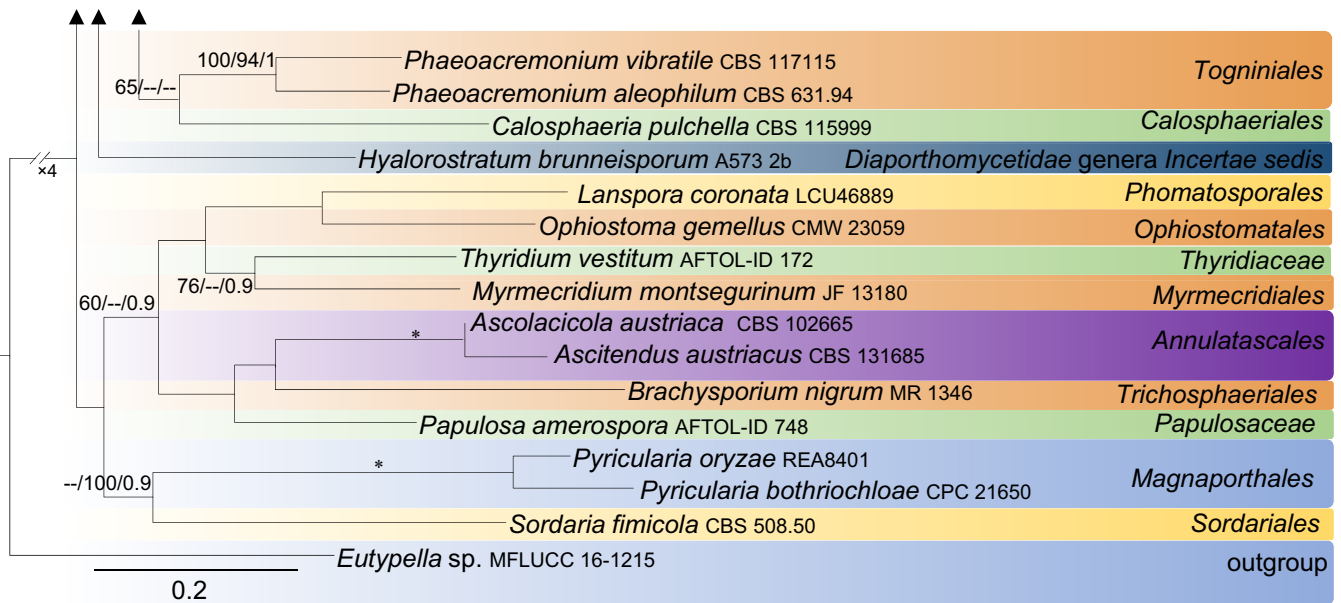 100/94/1
Phaeoacremonium vibratile CBS 117115
Togniniales
65/--/--
Phaeoacremonium aleophilum CBS 631.94
Calosphaeria pulchella CBS 115999
Calosphaeriales
×4
Hyalorostratum brunneisporum A573 2b
Diaporthomycetidae genera Incertae sedis
Lanspora coronata LCU46889
Phomatosporales
Ophiostoma gemellus CMW 23059
Ophiostomatales
Thyridium vestitum AFTOL-ID 172
Thyridiaceae
76/--/0.9
Myrmecridium montsegurinum JF 13180
Myrmecridiales
60/--/0.9
Ascolacicola austriaca CBS 102665
*
Annulatascales
Ascitendus austriacus CBS 131685
Brachysporium nigrum MR 1346
Trichosphaeriales
Papulosa amerospora AFTOL-ID 748
Papulosaceae
Pyricularia oryzae REA8401
*
Magnaporthales
--/100/0.9
Pyricularia bothriochloae CPC 21650
Sordaria fimicola CBS 508.50
Sordariales
Eutypella sp. MFLUCC 16-1215
outgroup
0.2